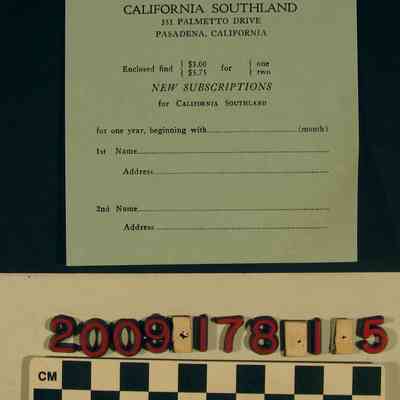 CALIFORNIA SOUTHLAND
351 PALMETTO DRIVE
PASADENA, CALIFORNIA
Enclosed find { $3.00 for { one
{ $5.75 { two
NEW SUBSCRIPTIONS
for CALIFORNIA SOUTHLAND
for one year, beginning with (month)
1st Name
Address
2nd Name
Address
2009.178.1.5
CM